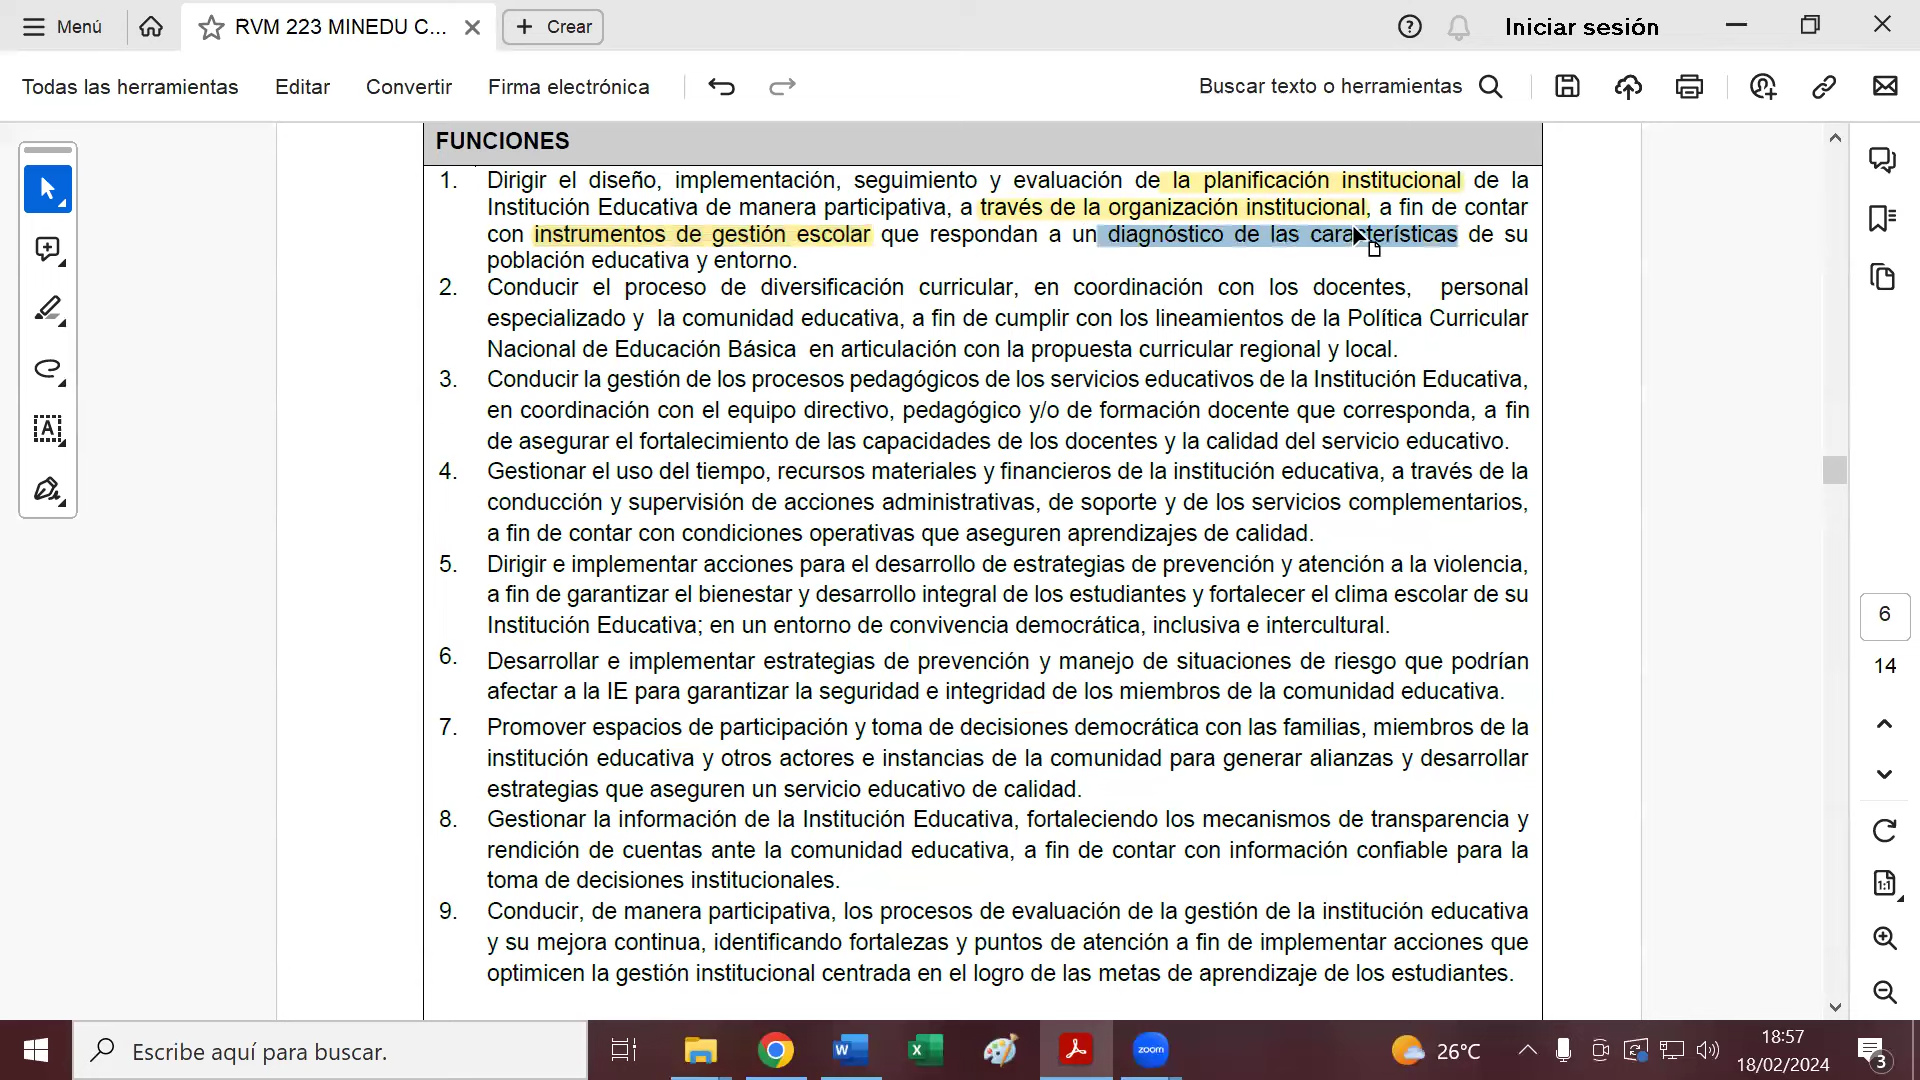 Menú
RVM 223 MINEDU C...
Crear
Iniciar sesión
Todas las herramientas
Editar
Convertir
Firma electrónica
Buscar texto o herramientas
FUNCIONES
1. Dirigir el diseño, implementación, seguimiento y evaluación de la planificación institucional de la
Institución Educativa de manera participativa, a través de la organización institucional, a fin de contar
con instrumentos de gestión escolar que respondan a un diagnóstico de las características de su
población educativa y entorno.
2. Conducir el proceso de diversificación curricular, en coordinación con los docentes, personal
especializado y la comunidad educativa, a fin de cumplir con los lineamientos de la Política Curricular
Nacional de Educación Básica en articulación con la propuesta curricular regional y local.
3. Conducir la gestión de los procesos pedagógicos de los servicios educativos de la Institución Educativa,
en coordinación con el equipo directivo, pedagógico y/o de formación docente que corresponda, a fin
de asegurar el fortalecimiento de las capacidades de los docentes y la calidad del servicio educativo.
4. Gestionar el uso del tiempo, recursos materiales y financieros de la institución educativa, a través de la
conducción y supervisión de acciones administrativas, de soporte y de los servicios complementarios,
a fin de contar con condiciones operativas que aseguren aprendizajes de calidad.
5. Dirigir e implementar acciones para el desarrollo de estrategias de prevención y atención a la violencia,
a fin de garantizar el bienestar y desarrollo integral de los estudiantes y fortalecer el clima escolar de su
Institución Educativa; en un entorno de convivencia democrática, inclusiva e intercultural.
6. Desarrollar e implementar estrategias de prevención y manejo de situaciones de riesgo que podrían
afectar a la IE para garantizar la seguridad e integridad de los miembros de la comunidad educativa.
7. Promover espacios de participación y toma de decisiones democrática con las familias, miembros de la
institución educativa y otros actores e instancias de la comunidad para generar alianzas y desarrollar
estrategias que aseguren un servicio educativo de calidad.
8. Gestionar la información de la Institución Educativa, fortaleciendo los mecanismos de transparencia y
rendición de cuentas ante la comunidad educativa, a fin de contar con información confiable para la
toma de decisiones institucionales.
9. Conducir, de manera participativa, los procesos de evaluación de la gestión de la institución educativa
y su mejora continua, identificando fortalezas y puntos de atención a fin de implementar acciones que
optimicen la gestión institucional centrada en el logro de las metas de aprendizaje de los estudiantes.
6
14
1:1
Escribe aquí para buscar.
zoom
26°C
18:57
18/02/2024
3